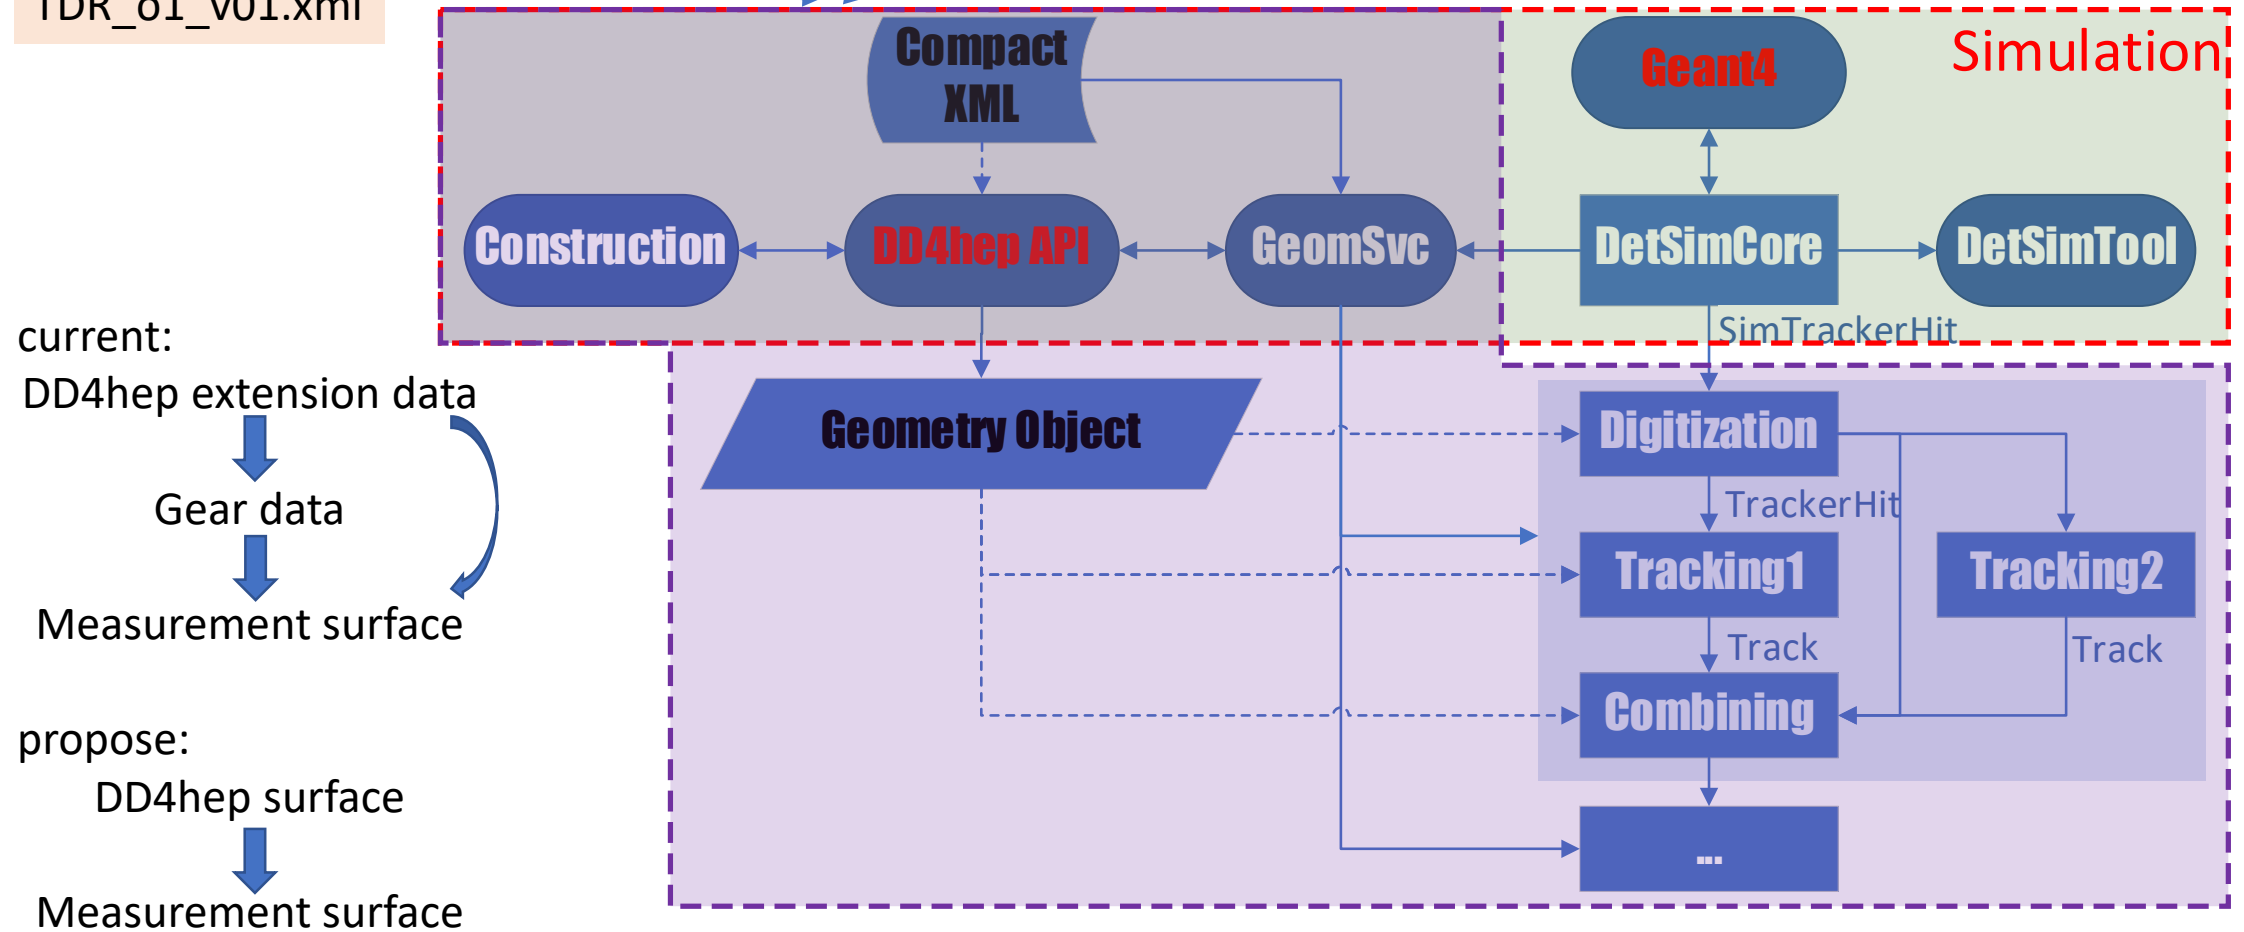 TDR_o1_v01.xml
Compact
XML
Geant4
Simulation
Construction
DD4hep API
GeomSvc
DetSimCore
DetSimTool
SimTrackerHit
current:
DD4hep extension data
Gear data
Measurement surface
propose:
DD4hep surface
Measurement surface
Geometry Object
Digitization
TrackerHit
Tracking1
Tracking2
Track
Track
Combining
...